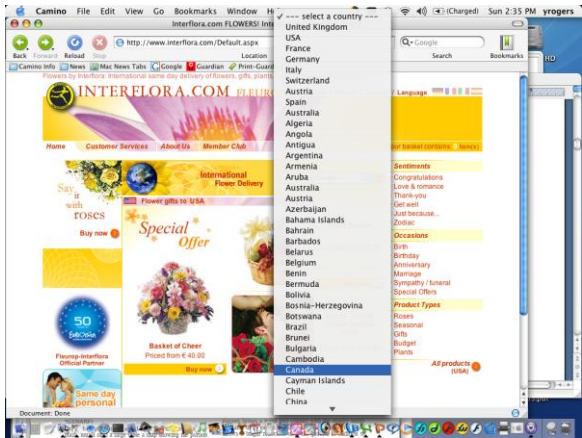 Camino File Edit View Go Bookmarks Window
(Charged) Sun 2:35 PM yrogers
Interflora.com FLOWERS!
Back Forward Reload Stop
http://www.interflora.com/Default.aspx
Location
Google
Search
Bookmarks
Camino Info News Mac News Tabs Google Guardian Print-Guard
HD
Flowers by Interflora: International same day delivery of flowers, gifts, plants
INTERFLORA.COM
/ Language
Home Customer Services About Us Member Club
our basket contains: item(s)
Say
it
with
roses
Buy now
International
Flower Delivery
Flower gifts to USA
Special
Offer
Basket of Cheer
Priced from € 40.00
Buy now
50
Fleurop-Interflora
Official Partner
Same day
personal
✓ --- select a country ---
United Kingdom
USA
France
Germany
Italy
Switzerland
Austria
Spain
Australia
Algeria
Angola
Antigua
Argentina
Armenia
Aruba
Australia
Austria
Azerbaijan
Bahama Islands
Bahrain
Barbados
Belarus
Belgium
Benin
Bermuda
Bolivia
Bosnia-Herzegovina
Botswana
Brazil
Brunei
Bulgaria
Cambodia
Canada
Cayman Islands
Chile
China
Sentiments
Congratulations
Love & romance
Thank-you
Get well
Just because...
Zodiac
Occasions
Birth
Birthday
Anniversary
Marriage
Sympathy / funeral
Special Offers
Product Types
Roses
Seasonal
Gifts
Budget
Plants
All products
(USA)
Document: Done